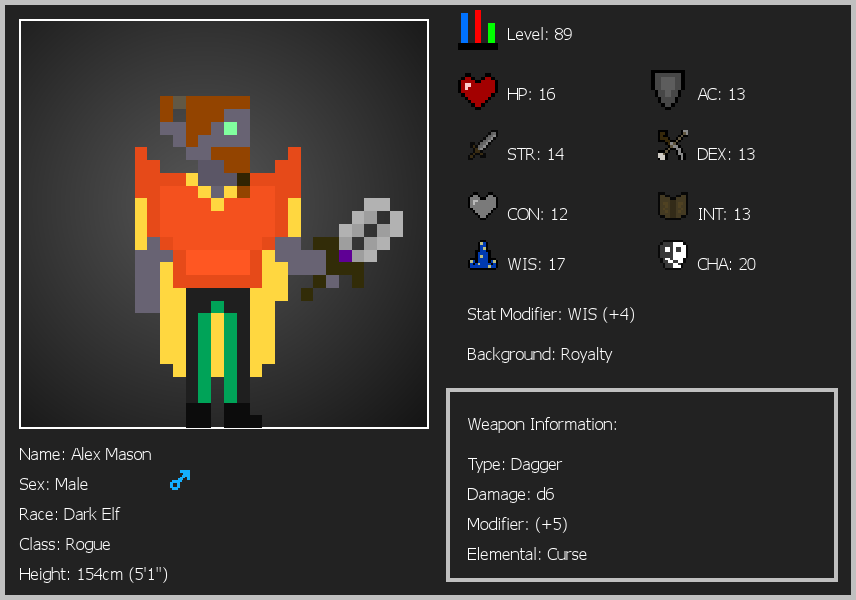 Level: 89
HP: 16
AC: 13
STR: 14
DEX: 13
CON: 12
INT: 13
WIS: 17
CHA: 20
Stat Modifier: WIS (+4)
Background: Royalty
Weapon Information:
Type: Dagger
Damage: d6
Modifier: (+5)
Elemental: Curse
Name: Alex Mason
Sex: Male
Race: Dark Elf
Class: Rogue
Height: 154cm (5'1")